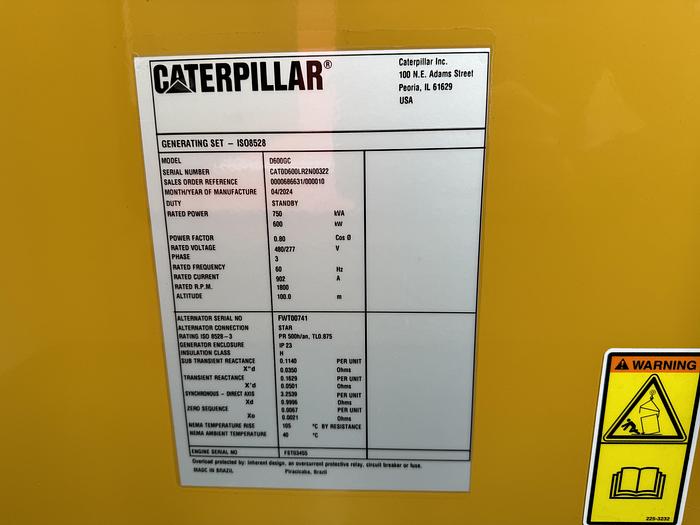 CATERPILLAR®
Caterpillar Inc.
100 N.E. Adams Street
Peoria, IL 61629
USA
GENERATING SET - ISO8528
MODEL D600GC
SERIAL NUMBER CAT0D600LR2N00322
SALES ORDER REFERENCE 0000686631/000010
MONTH/YEAR OF MANUFACTURE 04/2024
DUTY STANDBY
RATED POWER 750 kVA
600 kW
POWER FACTOR 0.80 Cos Ø
RATED VOLTAGE 480/277 V
PHASE 3
RATED FREQUENCY 60 Hz
RATED CURRENT 902 A
RATED R.P.M. 1800
ALTITUDE 100.0 m
ALTERNATOR SERIAL NO FWT00741
ALTERNATOR CONNECTION STAR
RATING ISO 8528-3 PR 500h/an, TL0.875
GENERATOR ENCLOSURE IP 23
INSULATION CLASS H
SUB TRANSIENT REACTANCE 0.1140 PER UNIT
X"d 0.0350 Ohms
TRANSIENT REACTANCE 0.1629 PER UNIT
X'd 0.0501 Ohms
SYNCHRONOUS - DIRECT AXIS 3.2539 PER UNIT
Xd 0.9996 Ohms
ZERO SEQUENCE 0.0067 PER UNIT
Xo 0.0021 Ohms
NEMA TEMPERATURE RISE 105 °C BY RESISTANCE
NEMA AMBIENT TEMPERATURE 40 °C
ENGINE SERIAL NO FST03455
Overload protected by: inherent design, an overcurrent protective relay, circuit breaker or fuse.
MADE IN BRAZIL Piracicaba, Brazil
WARNING
225-3232